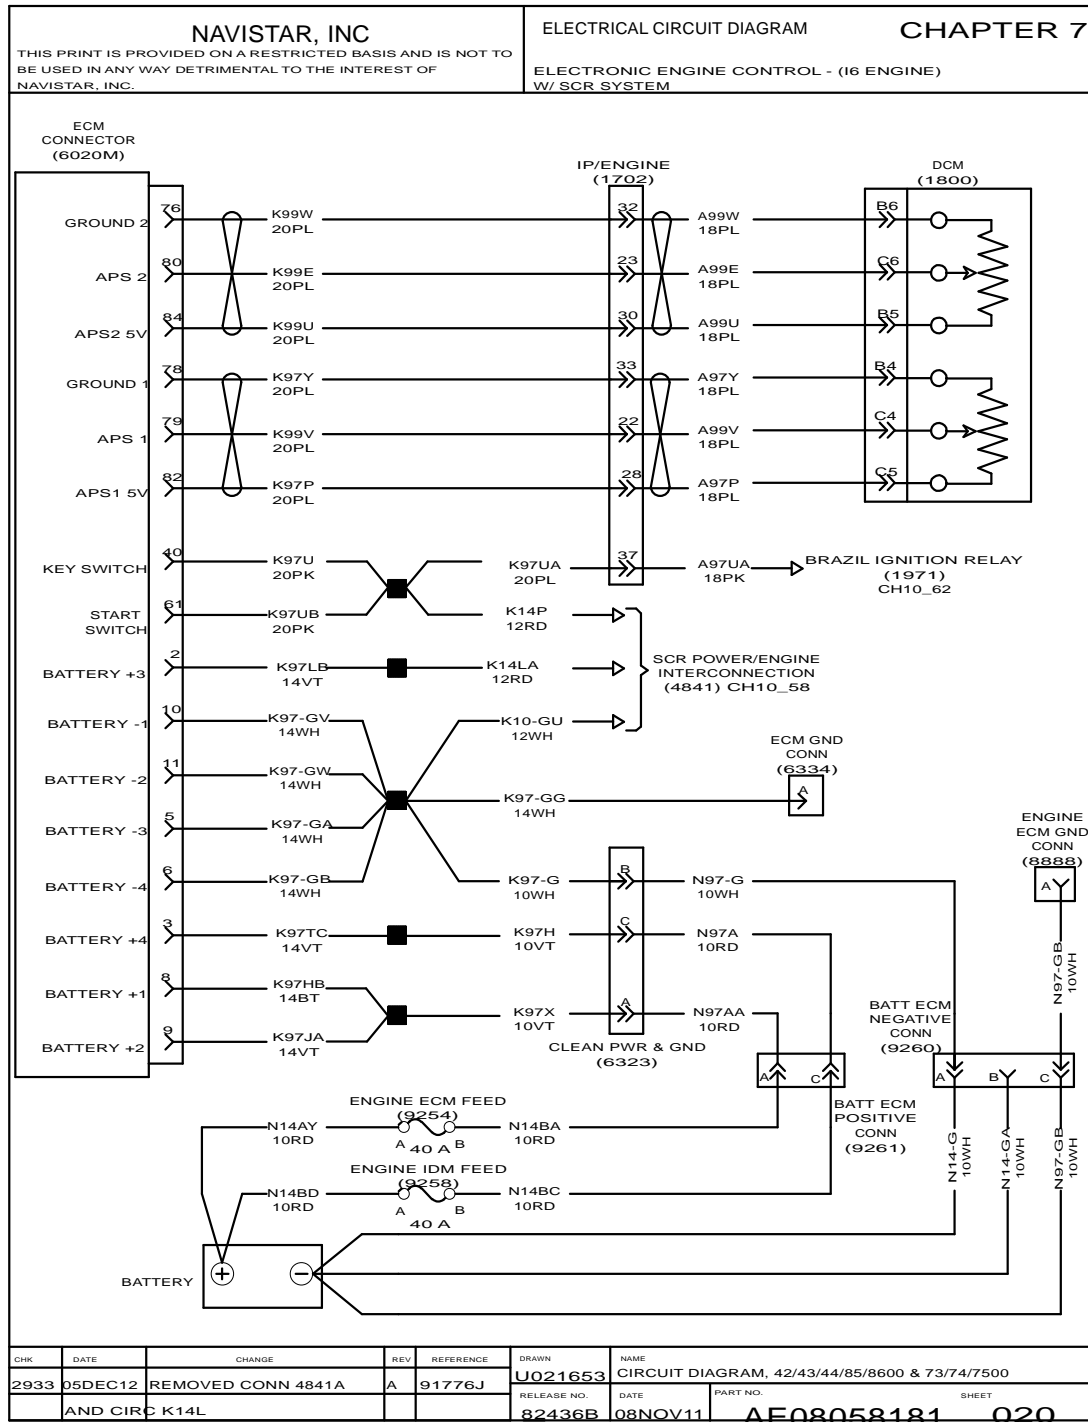 NAVISTAR, INC
THIS PRINT IS PROVIDED ON A RESTRICTED BASIS AND IS NOT TO
BE USED IN ANY WAY DETRIMENTAL TO THE INTEREST OF
NAVISTAR, INC.
ELECTRICAL CIRCUIT DIAGRAM
CHAPTER 7
ELECTRONIC ENGINE CONTROL - (I6 ENGINE)
W/ SCR SYSTEM
ECM
CONNECTOR
(6020M)
IP/ENGINE
(1702)
DCM
(1800)
GROUND 2
76
K99W
20PL
32
A99W
18PL
B6
APS 2
80
K99E
20PL
23
A99E
18PL
C6
APS2 5V
84
K99U
20PL
30
A99U
18PL
B5
GROUND 1
78
K97Y
20PL
33
A97Y
18PL
B4
APS 1
79
K99V
20PL
22
A99V
18PL
C4
APS1 5V
82
K97P
20PL
28
A97P
18PL
C5
KEY SWITCH
40
K97U
20PK
K97UA
20PL
37
A97UA
18PK
BRAZIL IGNITION RELAY
(1971)
CH10_62
START
SWITCH
61
K97UB
20PK
K14P
12RD
BATTERY +3
2
K97LB
14VT
K14LA
12RD
SCR POWER/ENGINE
INTERCONNECTION
(4841) CH10_58
BATTERY -1
10
K97-GV
14WH
K10-GU
12WH
BATTERY -2
11
K97-GW
14WH
K97-GG
14WH
ECM GND
CONN
(6334)
A
BATTERY -3
5
K97-GA
14WH
ENGINE
ECM GND
CONN
(8888)
A
BATTERY -4
6
K97-GB
14WH
K97-G
10WH
B
N97-G
10WH
BATTERY +4
3
K97TC
14VT
K97H
10VT
C
N97A
10RD
N97-GB
10WH
BATTERY +1
8
K97HB
14BT
K97X
10VT
A
N97AA
10RD
BATTERY +2
9
K97JA
14VT
CLEAN PWR & GND
(6323)
BATT ECM
NEGATIVE
CONN
(9260)
A
B
C
A
C
BATT ECM
POSITIVE
CONN
(9261)
ENGINE ECM FEED
(9254)
N14AY
10RD
A
40 A
B
N14BA
10RD
ENGINE IDM FEED
(9258)
N14BD
10RD
A
40 A
B
N14BC
10RD
N14-G
10WH
N14-GA
10WH
N97-GB
10WH
BATTERY
+
−
CHK DATE CHANGE REV REFERENCE
2933 05DEC12 REMOVED CONN 4841A A 91776J
AND CIRC K14L
DRAWN
U021653
NAME
CIRCUIT DIAGRAM, 42/43/44/85/8600 & 73/74/7500
RELEASE NO.
82436B
DATE
08NOV11
PART NO.
AE08058181
SHEET
020